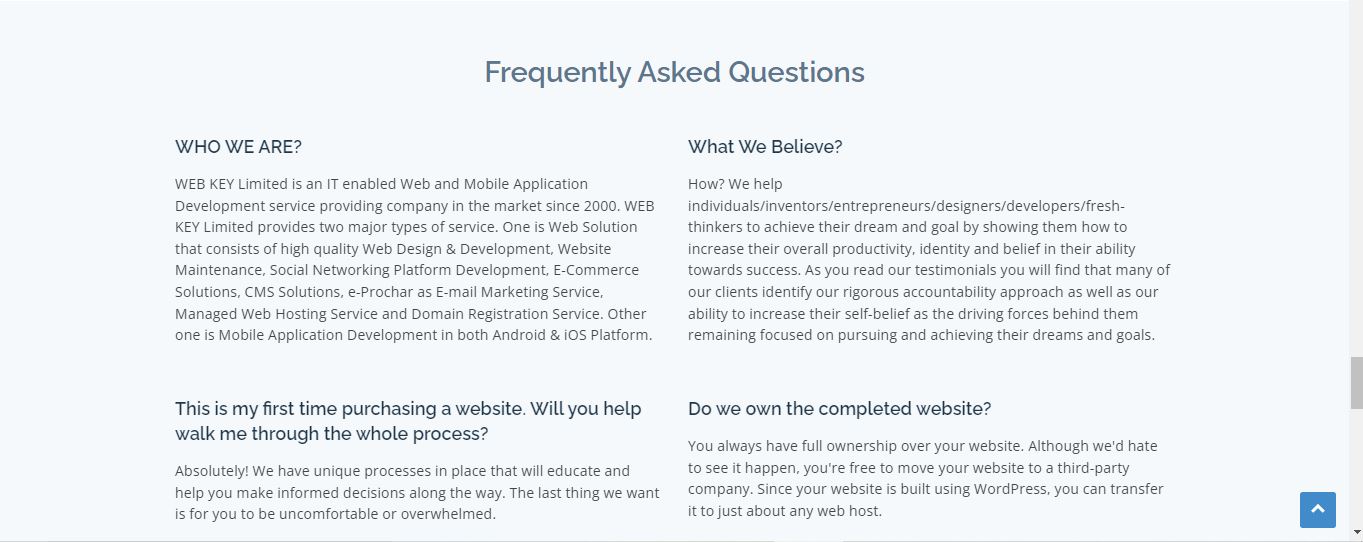 Frequently Asked Questions
WHO WE ARE?
WEB KEY Limited is an IT enabled Web and Mobile Application
Development service providing company in the market since 2000. WEB
KEY Limited provides two major types of service. One is Web Solution
that consists of high quality Web Design & Development, Website
Maintenance, Social Networking Platform Development, E-Commerce
Solutions, CMS Solutions, e-Prochar as E-mail Marketing Service,
Managed Web Hosting Service and Domain Registration Service. Other
one is Mobile Application Development in both Android & iOS Platform.
What We Believe?
How? We help
individuals/inventors/entrepreneurs/designers/developers/fresh-
thinkers to achieve their dream and goal by showing them how to
increase their overall productivity, identity and belief in their ability
towards success. As you read our testimonials you will find that many of
our clients identify our rigorous accountability approach as well as our
ability to increase their self-belief as the driving forces behind them
remaining focused on pursuing and achieving their dreams and goals.
This is my first time purchasing a website. Will you help
walk me through the whole process?
Absolutely! We have unique processes in place that will educate and
help you make informed decisions along the way. The last thing we want
is for you to be uncomfortable or overwhelmed.
Do we own the completed website?
You always have full ownership over your website. Although we'd hate
to see it happen, you're free to move your website to a third-party
company. Since your website is built using WordPress, you can transfer
it to just about any web host.